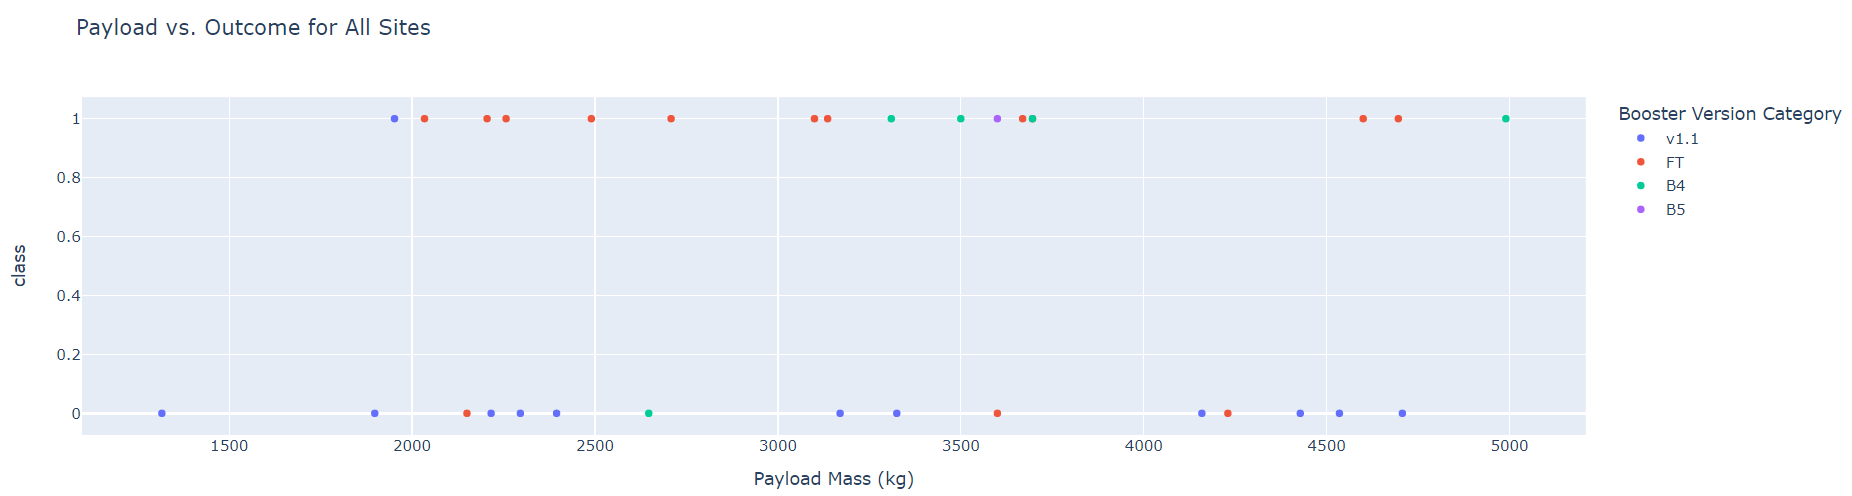 Payload vs. Outcome for All Sites
Booster Version Category
v1.1
FT
B4
B5
1
0.8
0.6
0.4
0.2
0
class
1500 2000 2500 3000 3500 4000 4500 5000
Payload Mass (kg)